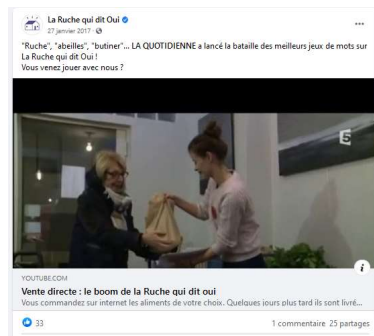 La Ruche qui dit Oui
27 janvier 2017 ·
"Ruche", "abeilles", "butiner"... LA QUOTIDIENNE a lancé la bataille des meilleurs jeux de mots sur
La Ruche qui dit Oui !
Vous venez jouer avec nous ?
5
YOUTUBE.COM
Vente directe : le boom de la Ruche qui dit oui
Vous commandez sur internet les aliments de votre choix. Quelques jours plus tard ils sont livré...
33
1 commentaire 25 partages